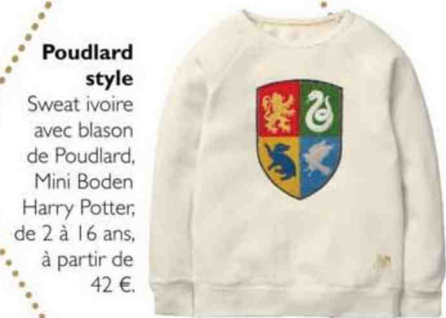 Poudlard
style
Sweat ivoire
avec blason
de Poudlard,
Mini Boden
Harry Potter,
de 2 à 16 ans,
à partir de
42 €.